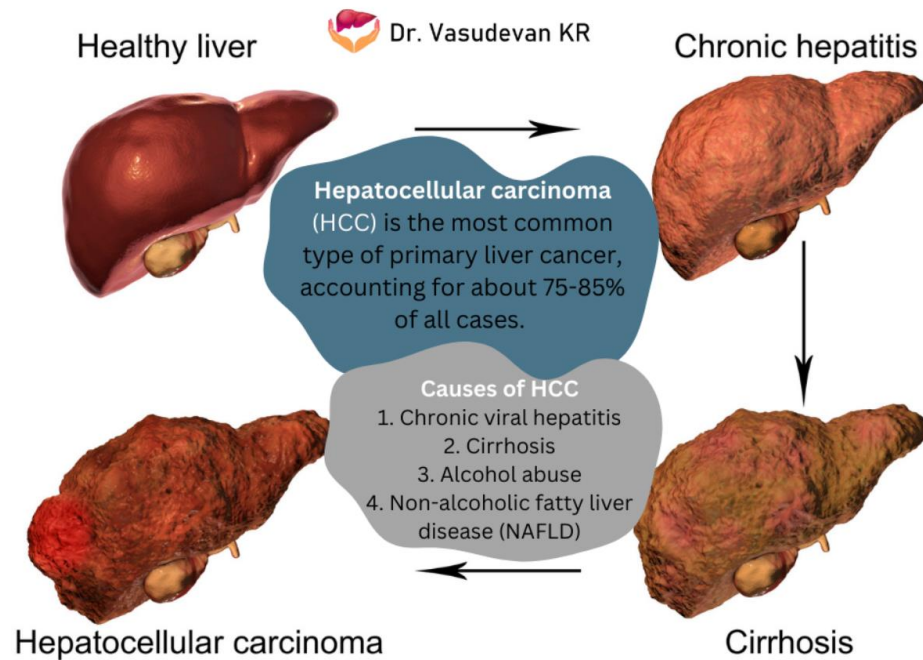 Healthy liver
Dr. Vasudevan KR
Chronic hepatitis
Hepatocellular carcinoma
(HCC) is the most common
type of primary liver cancer,
accounting for about 75-85%
of all cases.
Causes of HCC
1. Chronic viral hepatitis
2. Cirrhosis
3. Alcohol abuse
4. Non-alcoholic fatty liver
disease (NAFLD)
Hepatocellular carcinoma
Cirrhosis